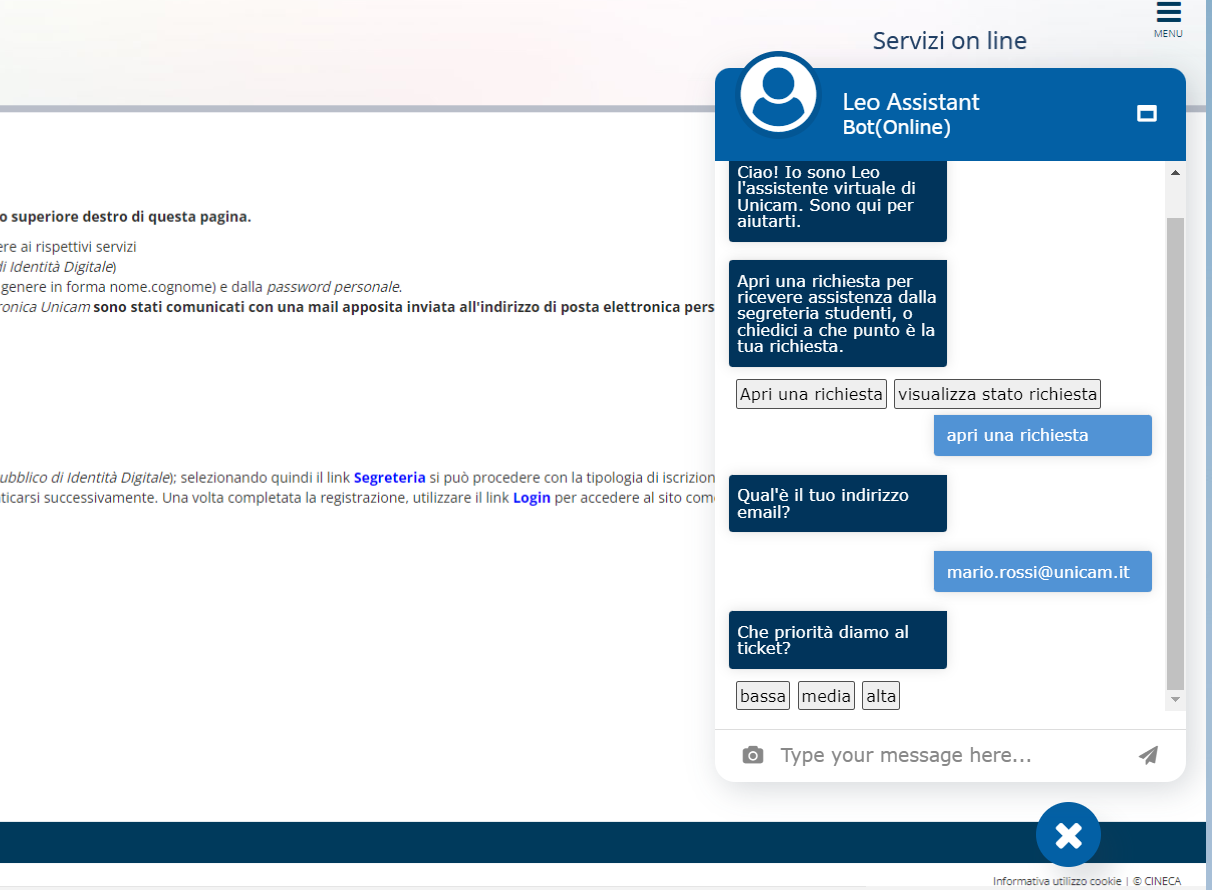 MENU
Servizi on line
o superiore destro di questa pagina.
ere ai rispettivi servizi
di Identità Digitale)
genere in forma nome.cognome) e dalla password personale.
ronica Unicam sono stati comunicati con una mail apposita inviata all'indirizzo di posta elettronica pers
ubblico di Identità Digitale); selezionando quindi il link Segreteria si può procedere con la tipologia di iscrizion
ticarsi successivamente. Una volta completata la registrazione, utilizzare il link Login per accedere al sito com
Leo Assistant
Bot(Online)
Ciao! Io sono Leo
l'assistente virtuale di
Unicam. Sono qui per
aiutarti.
Apri una richiesta per
ricevere assistenza dalla
segreteria studenti, o
chiedici a che punto è la
tua richiesta.
Apri una richiesta visualizza stato richiesta
apri una richiesta
Qual'è il tuo indirizzo
email?
mario.rossi@unicam.it
Che priorità diamo al
ticket?
bassa media alta
Type your message here...
Informativa utilizzo cookie | © CINECA